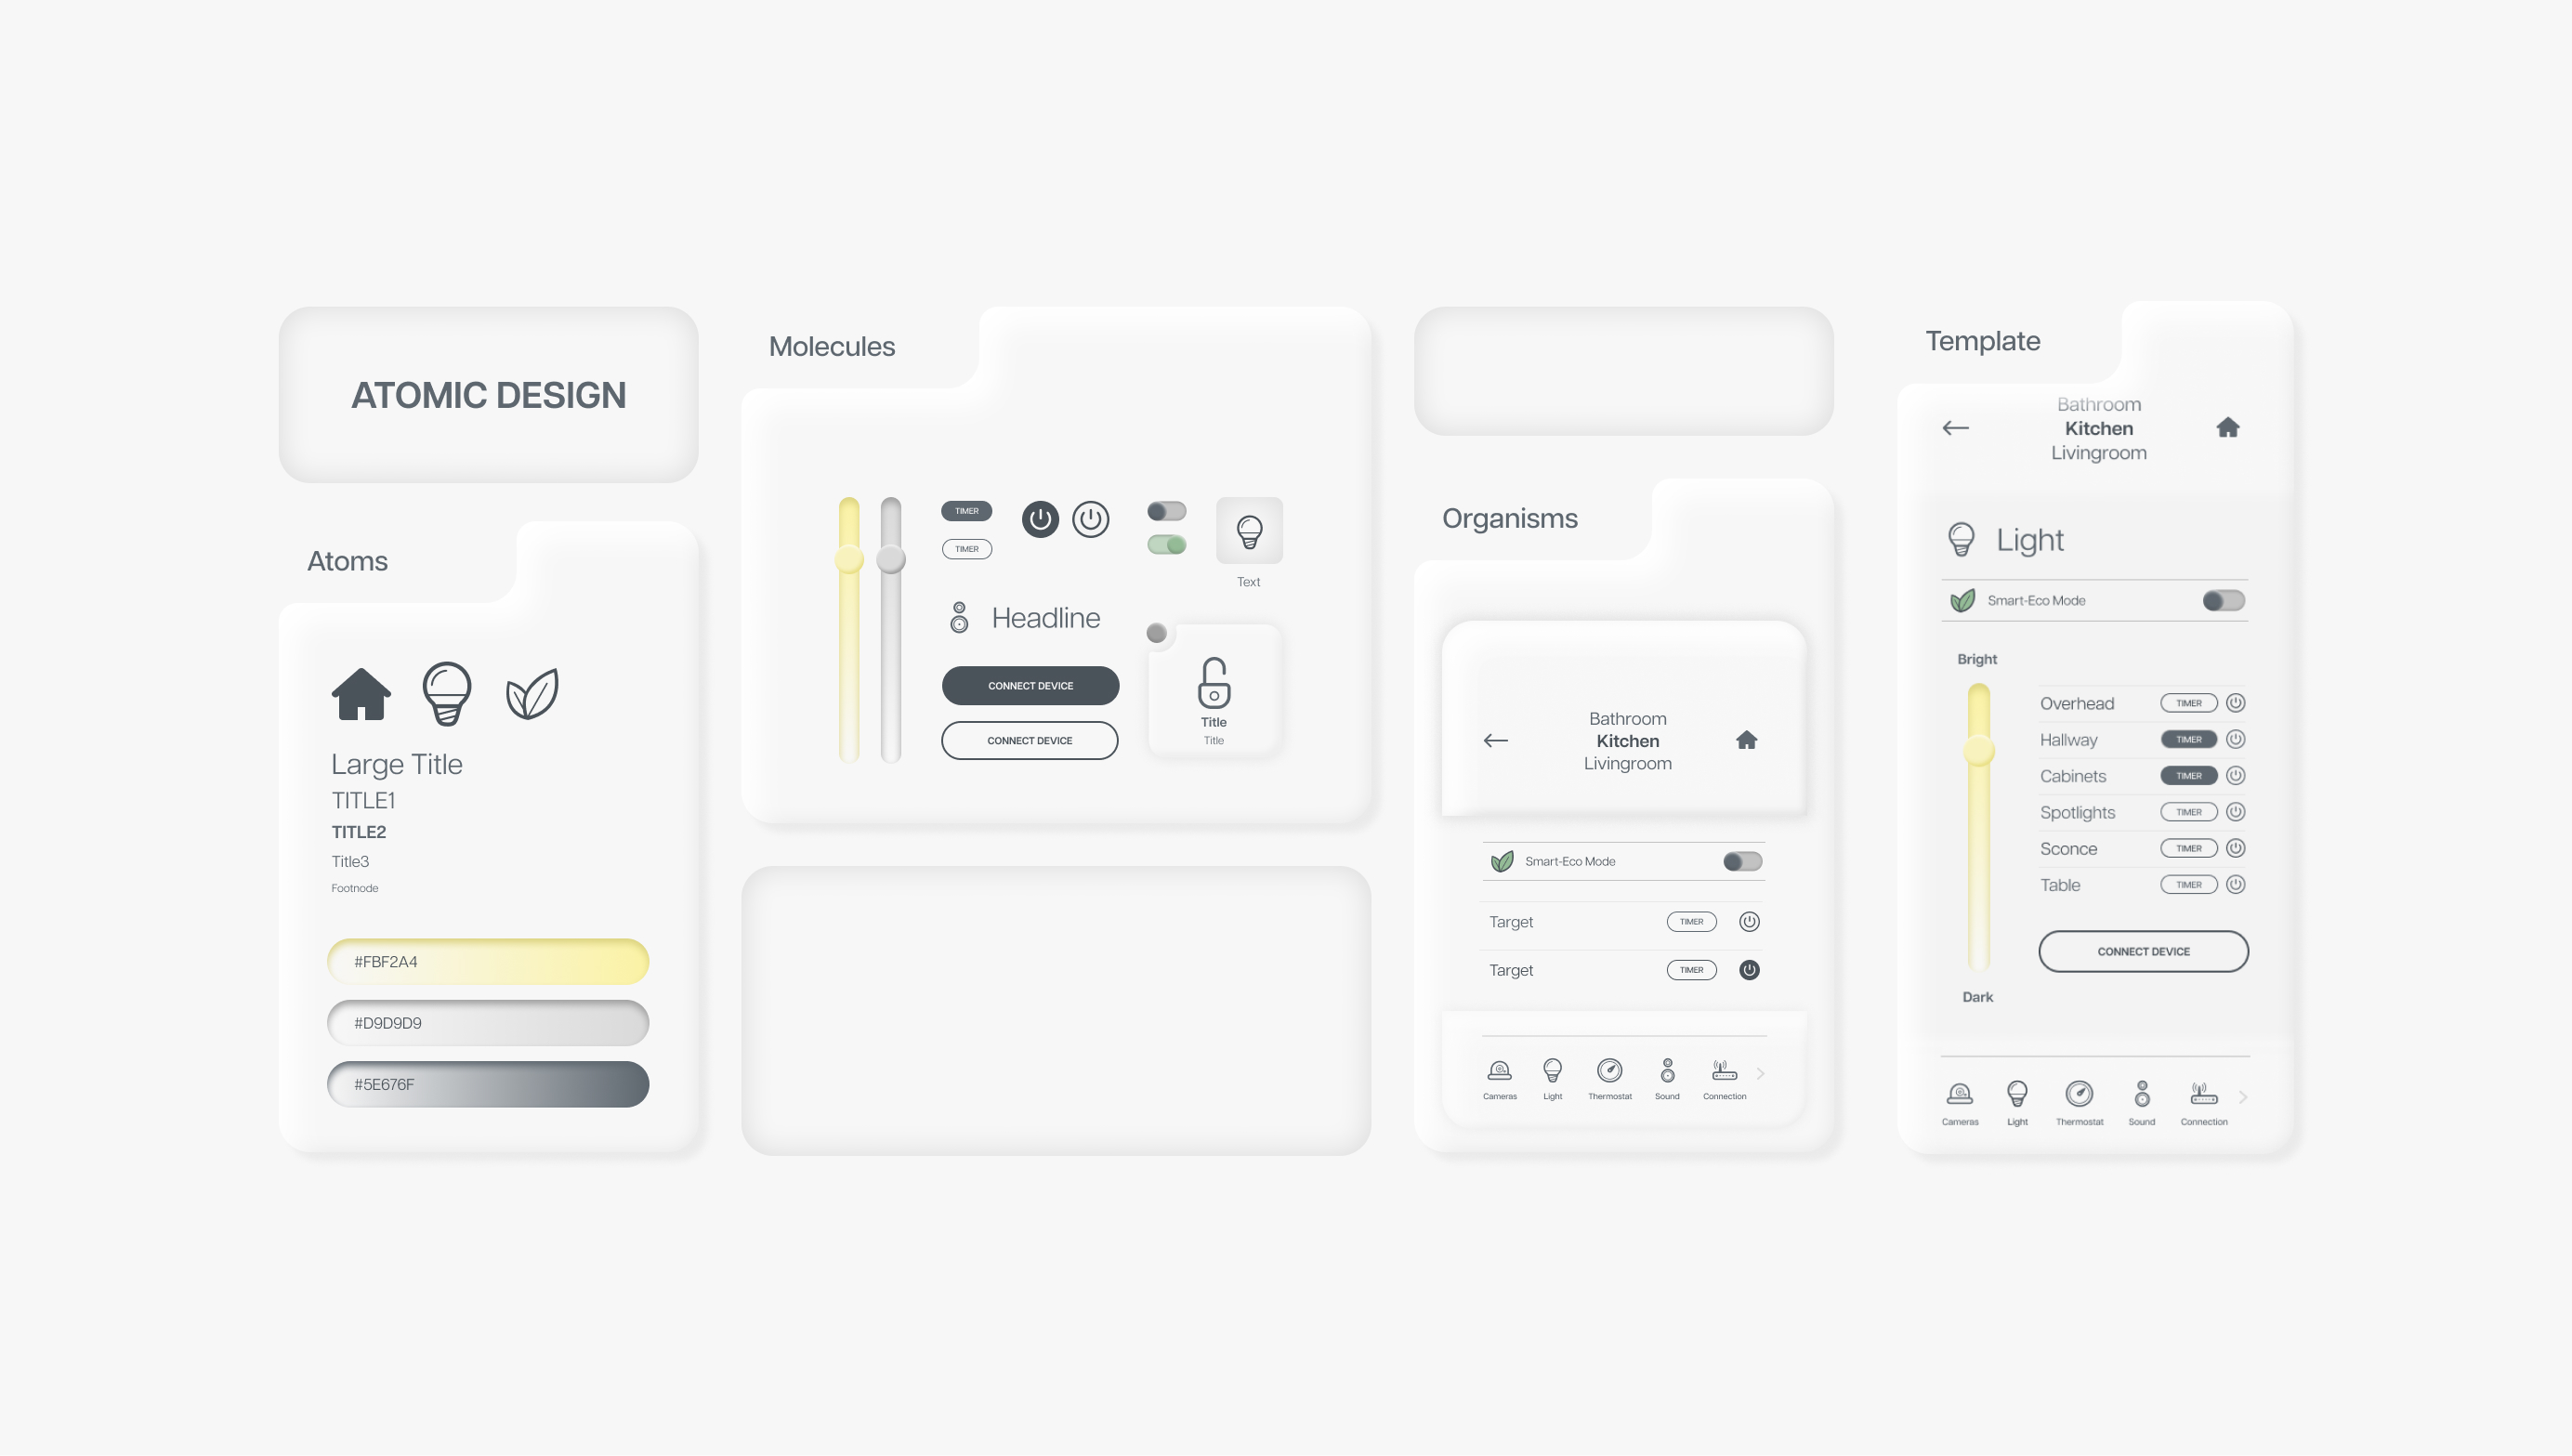 ATOMIC DESIGN
Atoms
Large Title
TITLE1
TITLE2
Title3
Footnode
#FBF2A4
#D9D9D9
#5E676F
Molecules
TIMER
TIMER
Text
Headline
CONNECT DEVICE
CONNECT DEVICE
Title
Title
Organisms
Bathroom
Kitchen
Livingroom
Smart-Eco Mode
Target TIMER
Target TIMER
Cameras Light Thermostat Sound Connection
Template
Bathroom
Kitchen
Livingroom
Light
Smart-Eco Mode
Bright
Overhead TIMER
Hallway TIMER
Cabinets TIMER
Spotlights TIMER
Sconce TIMER
Table TIMER
CONNECT DEVICE
Dark
Cameras Light Thermostat Sound Connection